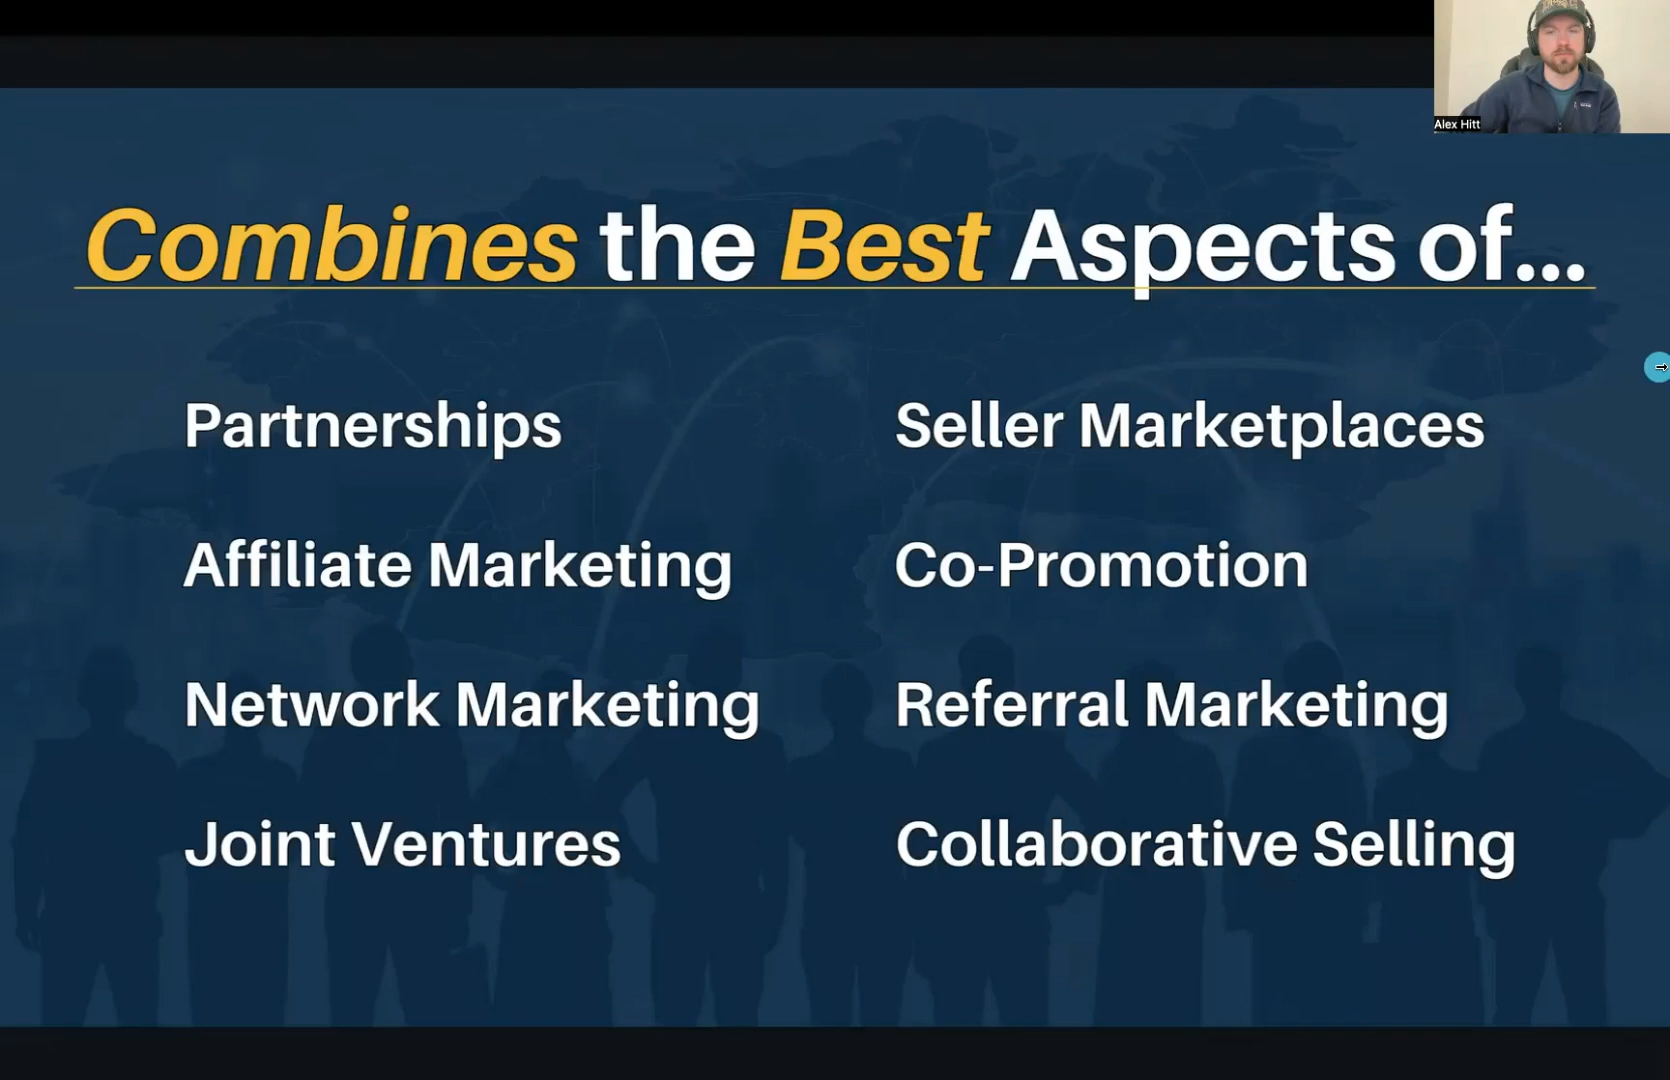 Alex Hitt
Combines the Best Aspects of...
Partnerships
Affiliate Marketing
Network Marketing
Joint Ventures
Seller Marketplaces
Co-Promotion
Referral Marketing
Collaborative Selling